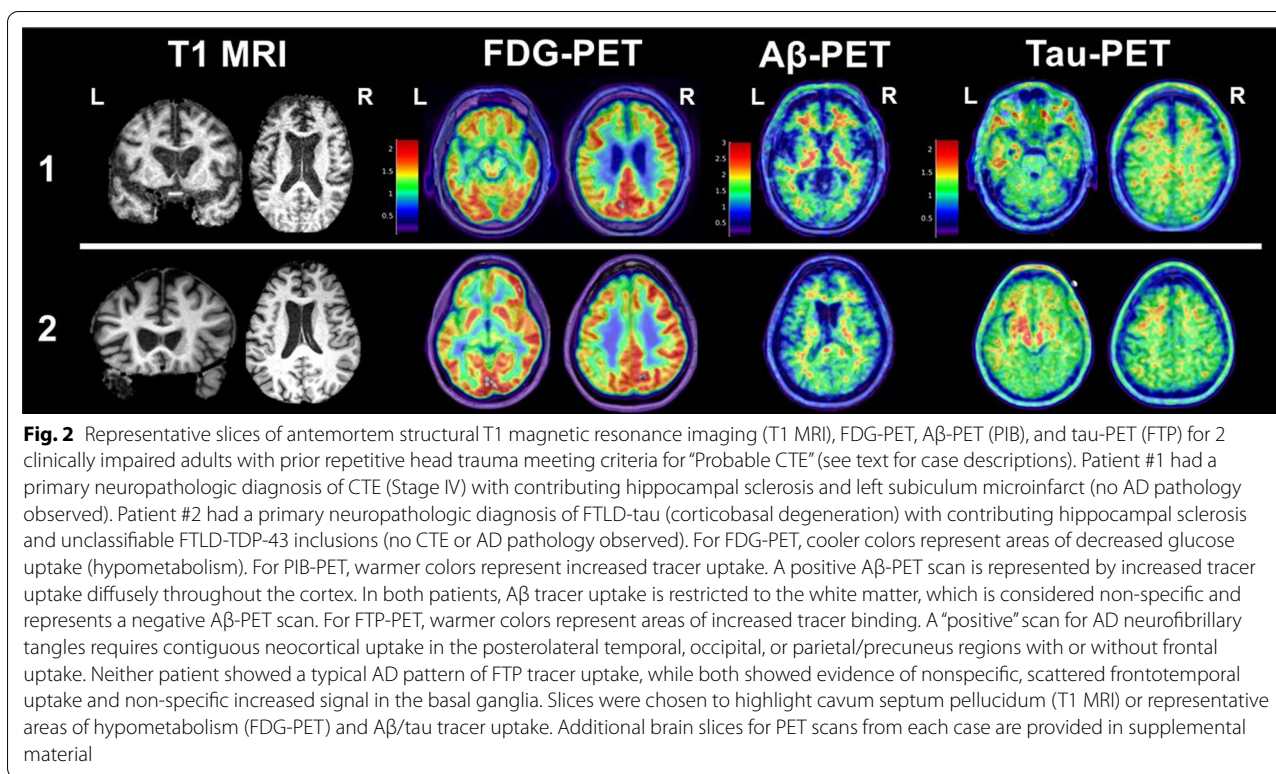 T1 MRI FDG-PET Aβ-PET Tau-PET
L R L R L R L R
1
2
1.5
1
0.5
3
2.5
2
1.5
1
0.5
2
1.5
1
0.5
2
Fig. 2 Representative slices of antemortem structural T1 magnetic resonance imaging (T1 MRI), FDG-PET, Aβ-PET (PIB), and tau-PET (FTP) for 2
clinically impaired adults with prior repetitive head trauma meeting criteria for “Probable CTE” (see text for case descriptions). Patient #1 had a
primary neuropathologic diagnosis of CTE (Stage IV) with contributing hippocampal sclerosis and left subiculum microinfarct (no AD pathology
observed). Patient #2 had a primary neuropathologic diagnosis of FTLD-tau (corticobasal degeneration) with contributing hippocampal sclerosis
and unclassifiable FTLD-TDP-43 inclusions (no CTE or AD pathology observed). For FDG-PET, cooler colors represent areas of decreased glucose
uptake (hypometabolism). For PIB-PET, warmer colors represent increased tracer uptake. A positive Aβ-PET scan is represented by increased tracer
uptake diffusely throughout the cortex. In both patients, Aβ tracer uptake is restricted to the white matter, which is considered non-specific and
represents a negative Aβ-PET scan. For FTP-PET, warmer colors represent areas of increased tracer binding. A “positive” scan for AD neurofibrillary
tangles requires contiguous neocortical uptake in the posterolateral temporal, occipital, or parietal/precuneus regions with or without frontal
uptake. Neither patient showed a typical AD pattern of FTP tracer uptake, while both showed evidence of nonspecific, scattered frontotemporal
uptake and non-specific increased signal in the basal ganglia. Slices were chosen to highlight cavum septum pellucidum (T1 MRI) or representative
areas of hypometabolism (FDG-PET) and Aβ/tau tracer uptake. Additional brain slices for PET scans from each case are provided in supplemental
material